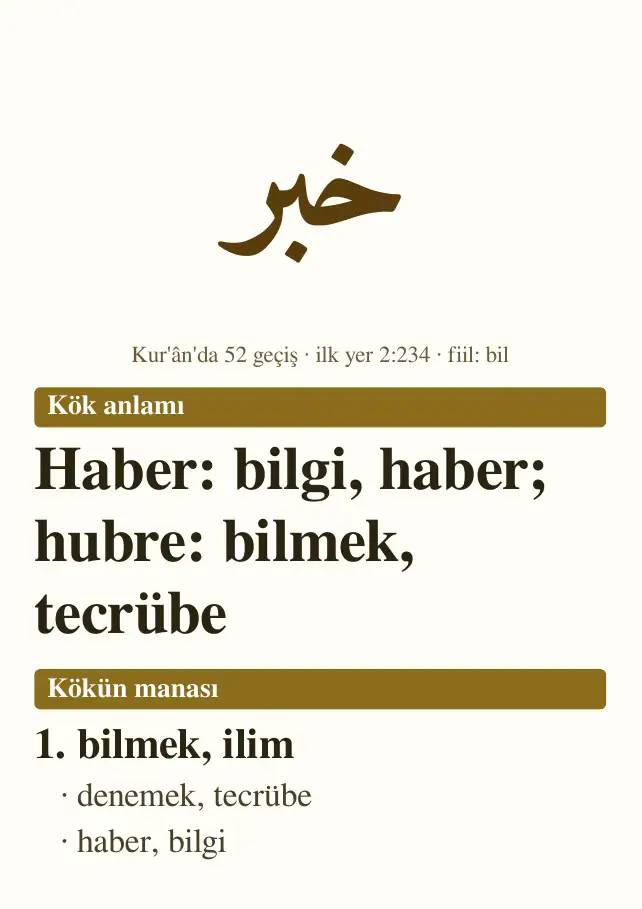 خبر
Kur'ân'da 52 geçiş · ilk yer 2:234 · fiil: bil
Kök anlamı
Haber: bilgi, haber;
hubre: bilmek,
tecrübe
Kökün manası
1. bilmek, ilim
· denemek, tecrübe
· haber, bilgi